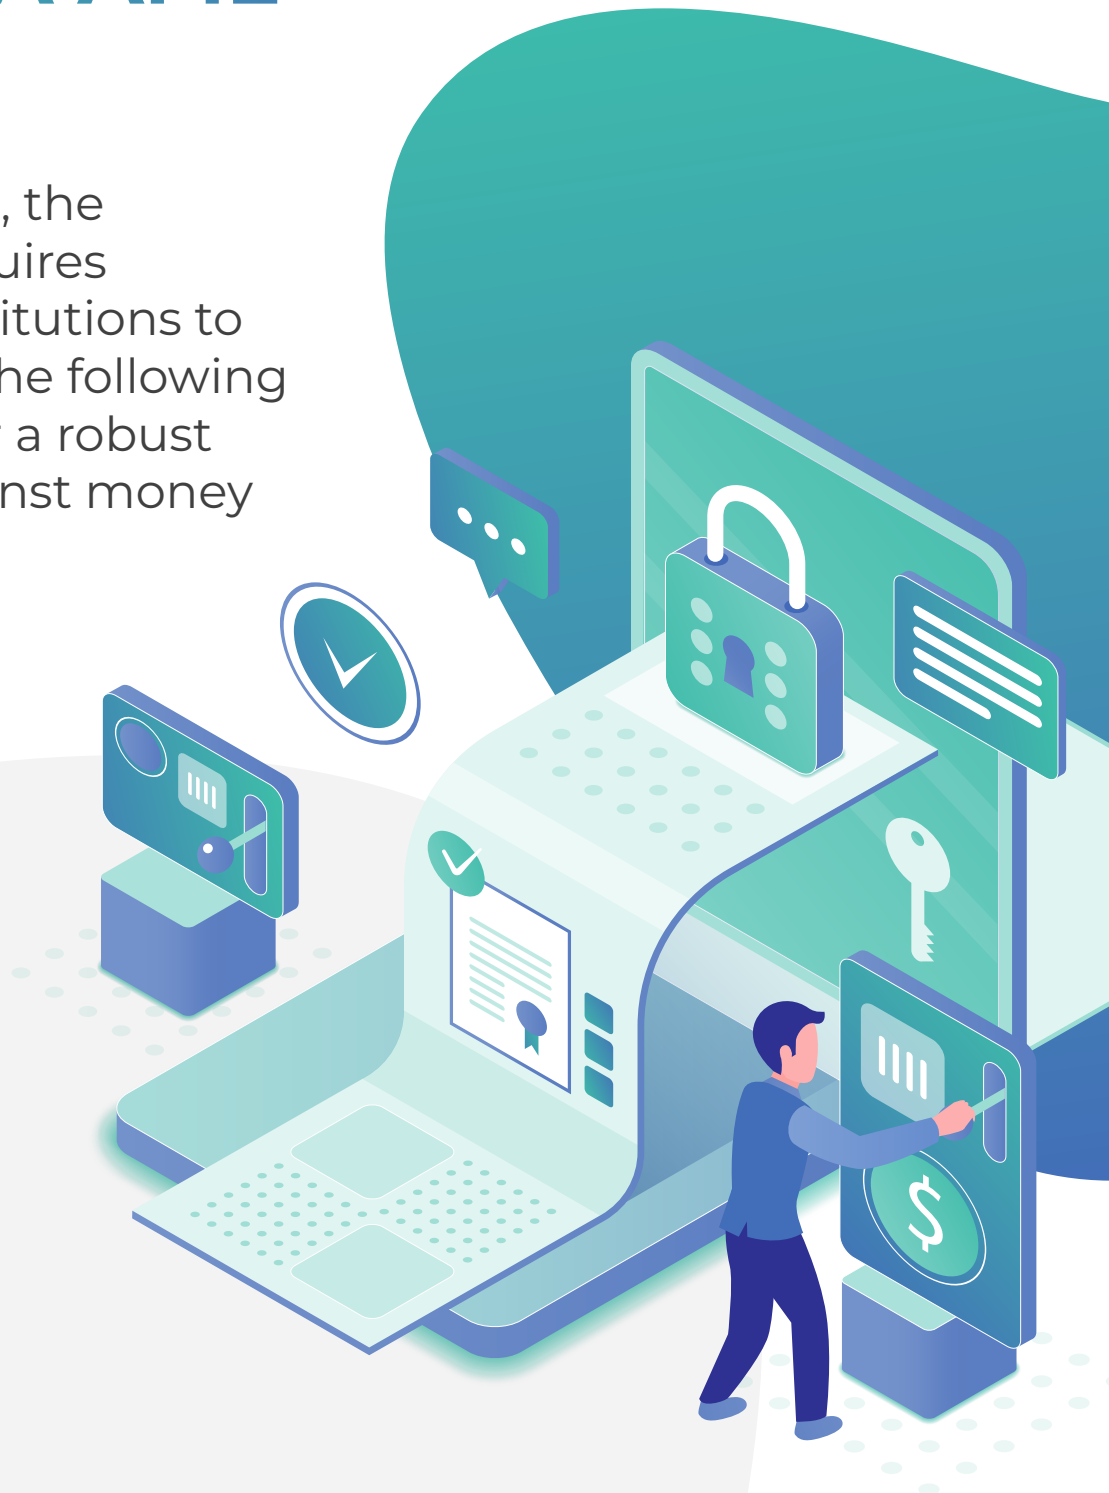 , the
uires
itutions to
he following
a robust
nst money
$